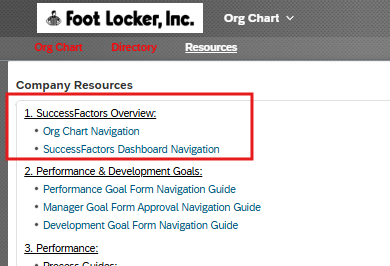 Foot Locker, Inc.
Org Chart
Org Chart Directory Resources
Company Resources
1. SuccessFactors Overview:
• Org Chart Navigation
• SuccessFactors Dashboard Navigation
2. Performance & Development Goals:
• Performance Goal Form Navigation Guide
• Manager Goal Form Approval Navigation Guide
• Development Goal Form Navigation Guide
3. Performance:
• Process Guides: